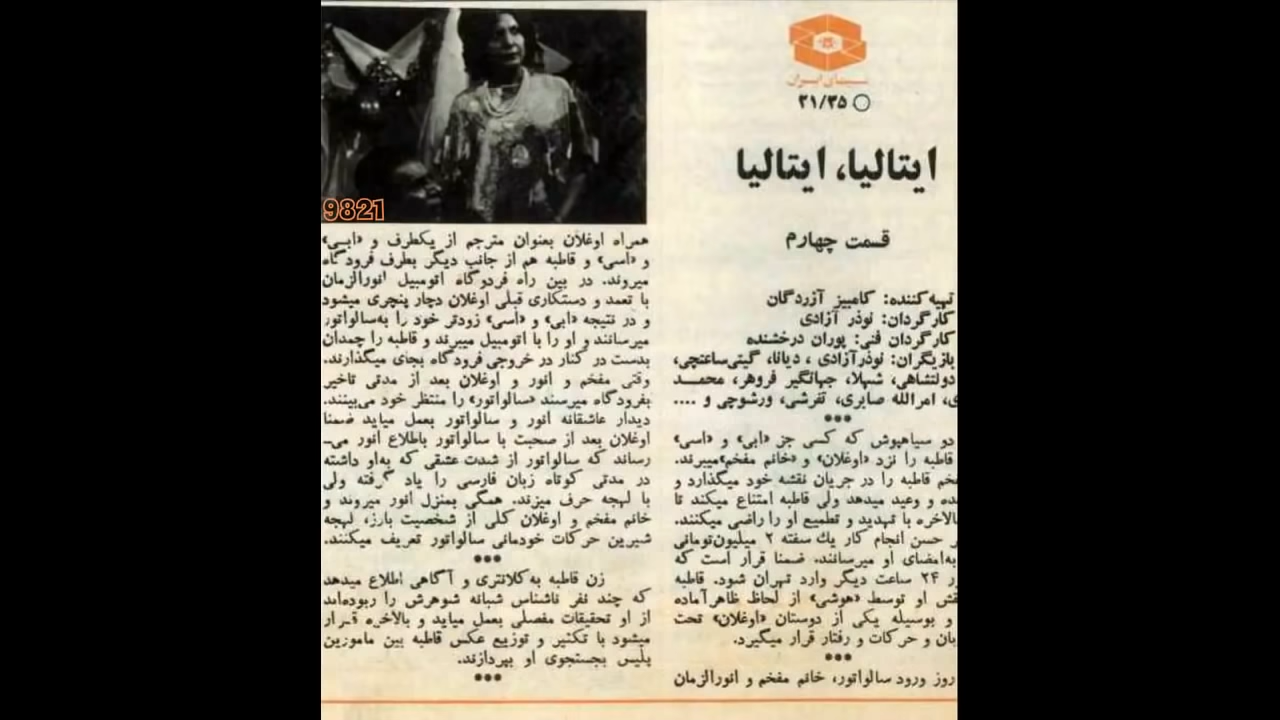 سیمای ایران
○ ۲۱/۳۵
ایتالیا، ایتالیا
قسمت چهارم
تهیه‌کننده: کامبیز آزردگان
کارگردان: نوذر آزادی
کارگردان فنی: پوران درخشنده
بازیگران: نوذرآزادی، دیانا، گیتی‌ساعتچی،
دولتشاهی، شهلا، جهانگیر فروهر، محمد
ی، امرالله صابری، تفرشی، ورشوچی و ....
***
دو سیاهپوش که کسی جز «ابی» و «اسی»
قاطبه را نزد «اوغلان» و «خانم مفخم»میبرند.
خم قاطبه را در جریان نقشه خود میگذارد و
ده و وعید میدهد ولی قاطبه امتناع میکند تا
الاخره با تهدید و تطمیع او را راضی میکنند.
ر حسن انجام کار یك سفته ۲ میلیون‌تومانی
به‌امضای او میرسانند. ضمنا قرار است که
ور ۲۴ ساعت دیگر وارد تهران شود. قاطبه
قش او توسط «هوشی» از لحاظ ظاهرآماده
و بوسیله یکی از دوستان «اوغلان» تحت
بان و حرکات و رفتار قرار میگیرد.
***
روز ورود سالواتور، خانم مفخم و انورالزمان
9821
همراه اوغلان بعنوان مترجم از یکطرف و «ابی»
و «اسی» و قاطبه هم از جانب دیگر بطرف فرودگاه
میروند. در بین راه فردوگاه اتومبیل انورالزمان
با تعمد و دستکاری قبلی اوغلان دچار پنچری میشود
و در نتیجه «ابی» و «اسی» زودتر خود را به‌سالواتور
میرسانند و او را با اتومبیل میبرند و قاطبه را چمدان
بدست در کنار در خروجی فرودگاه بجای میگذارند.
وقتی مفخم و انور و اوغلان بعد از مدتی تاخیر
بفرودگاه میرسند «سالواتور» را منتظر خود می‌بینند.
دیدار عاشقانه انور و سالواتور بعمل میاید ضمنا
اوغلان بعد از صحبت با سالواتور باطلاع انور می‌ـ
رساند که سالواتور از شدت عشقی که به‌او داشته
در مدتی کوتاه زبان فارسی را یاد گرفته ولی
با لهجه حرف میزند. همگی بمنزل انور میروند و
خانم مفخم و اوغلان کلی از شخصیت بارز، لهجه
شیرین حرکات خودمانی سالواتور تعریف میکنند.
***
زن قاطبه به‌کلانتری و آگاهی اطلاع میدهد
که چند نفر ناشناس شبانه شوهرش را ربوده‌اند
از او تحقیقات مفصلی بعمل میاید و بالاخره قرار
میشود با تکثیر و توزیع عکس قاطبه بین مامورین
پلیس بجستجوی او بپردازند.
***